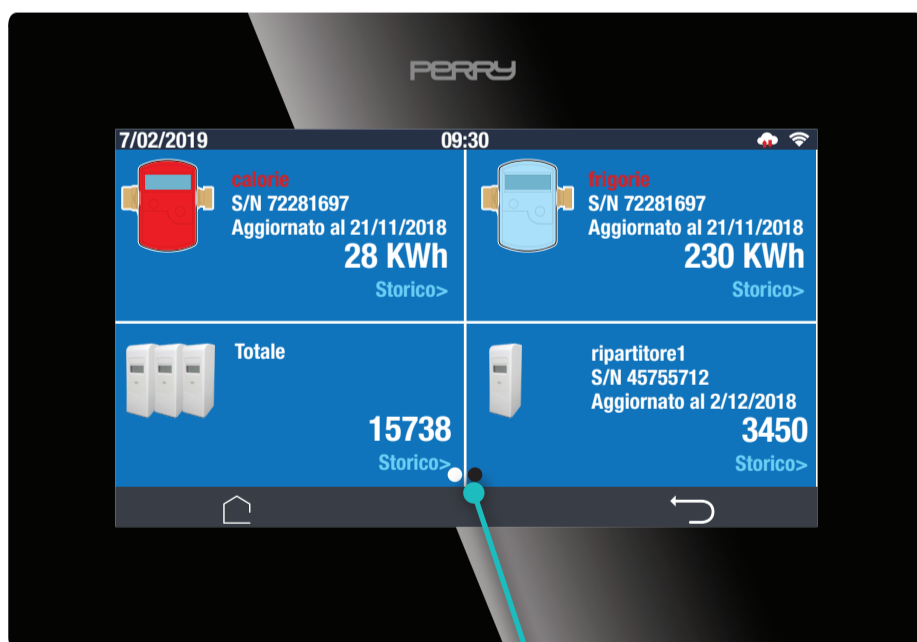 PERRY
7/02/2019 09:30
calorie
S/N 72281697
Aggiornato al 21/11/2018
28 KWh
Storico>
frigorie
S/N 72281697
Aggiornato al 21/11/2018
230 KWh
Storico>
Totale
15738
Storico>
ripartitore1
S/N 45755712
Aggiornato al 2/12/2018
3450
Storico>